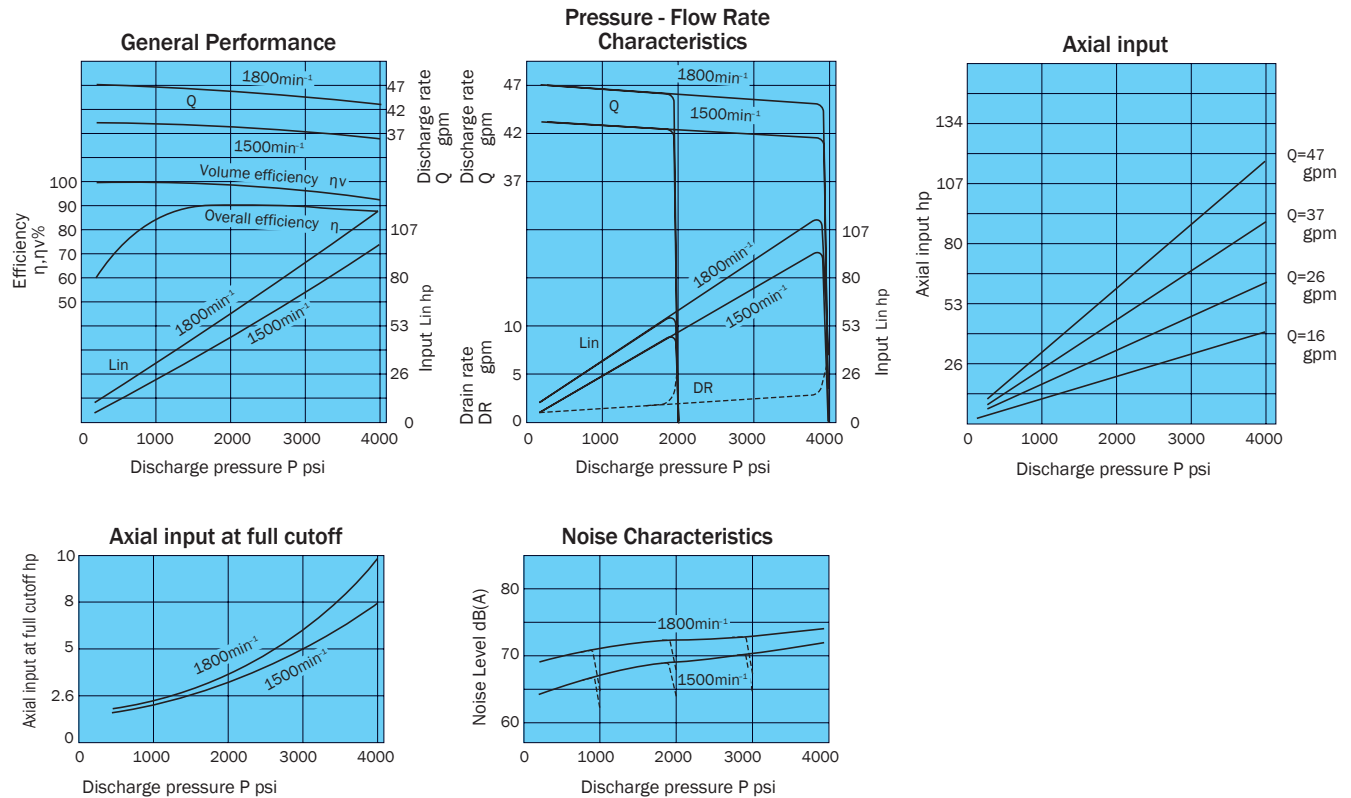 General Performance
1800min⁻¹
Q
1500min⁻¹
Volume efficiency ηv
Overall efficiency η
1800min⁻¹
1500min⁻¹
Lin
Efficiency
η,ηv%
100
90
80
70
60
50
47
42
37
Discharge rate
Q gpm
107
80
53
26
0
Input Lin hp
0 1000 2000 3000 4000
Discharge pressure P psi
Pressure - Flow Rate
Characteristics
Discharge rate
Q gpm
47
42
37
10
5
0
Drain rate
DR gpm
1800min⁻¹
Q
1500min⁻¹
1800min⁻¹
1500min⁻¹
Lin
DR
107
80
53
26
0
Input Lin hp
0 1000 2000 3000 4000
Discharge pressure P psi
Axial input
Axial input hp
134
107
80
53
26
Q=47
gpm
Q=37
gpm
Q=26
gpm
Q=16
gpm
0 1000 2000 3000 4000
Discharge pressure P psi
Axial input at full cutoff
Axial input at full cutoff hp
10
8
5
2.6
0
1800min⁻¹
1500min⁻¹
0 1000 2000 3000 4000
Discharge pressure P psi
Noise Characteristics
Noise Level dB(A)
80
70
60
1800min⁻¹
1500min⁻¹
0 1000 2000 3000 4000
Discharge pressure P psi